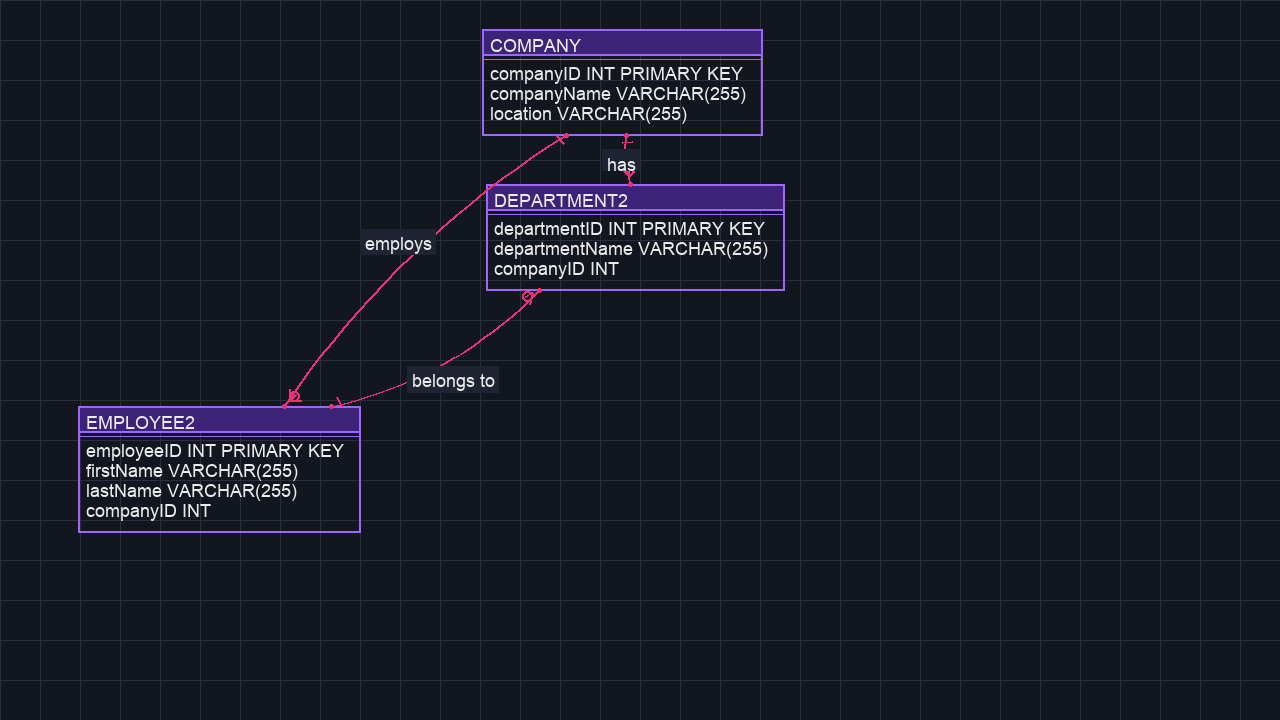 COMPANY
companyID INT PRIMARY KEY
companyName VARCHAR(255)
location VARCHAR(255)
has
DEPARTMENT2
departmentID INT PRIMARY KEY
departmentName VARCHAR(255)
companyID INT
employs
belongs to
EMPLOYEE2
employeeID INT PRIMARY KEY
firstName VARCHAR(255)
lastName VARCHAR(255)
companyID INT